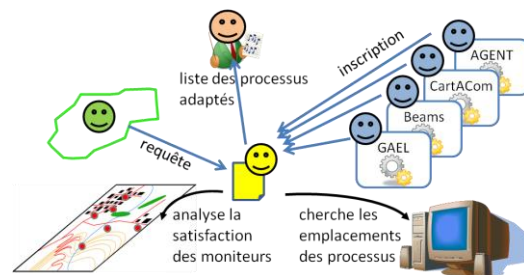 liste des processus
adaptés
inscription
AGENT
CartACom
Beams
GAEL
requête
analyse la
satisfaction
des moniteurs
cherche les
emplacements
des processus